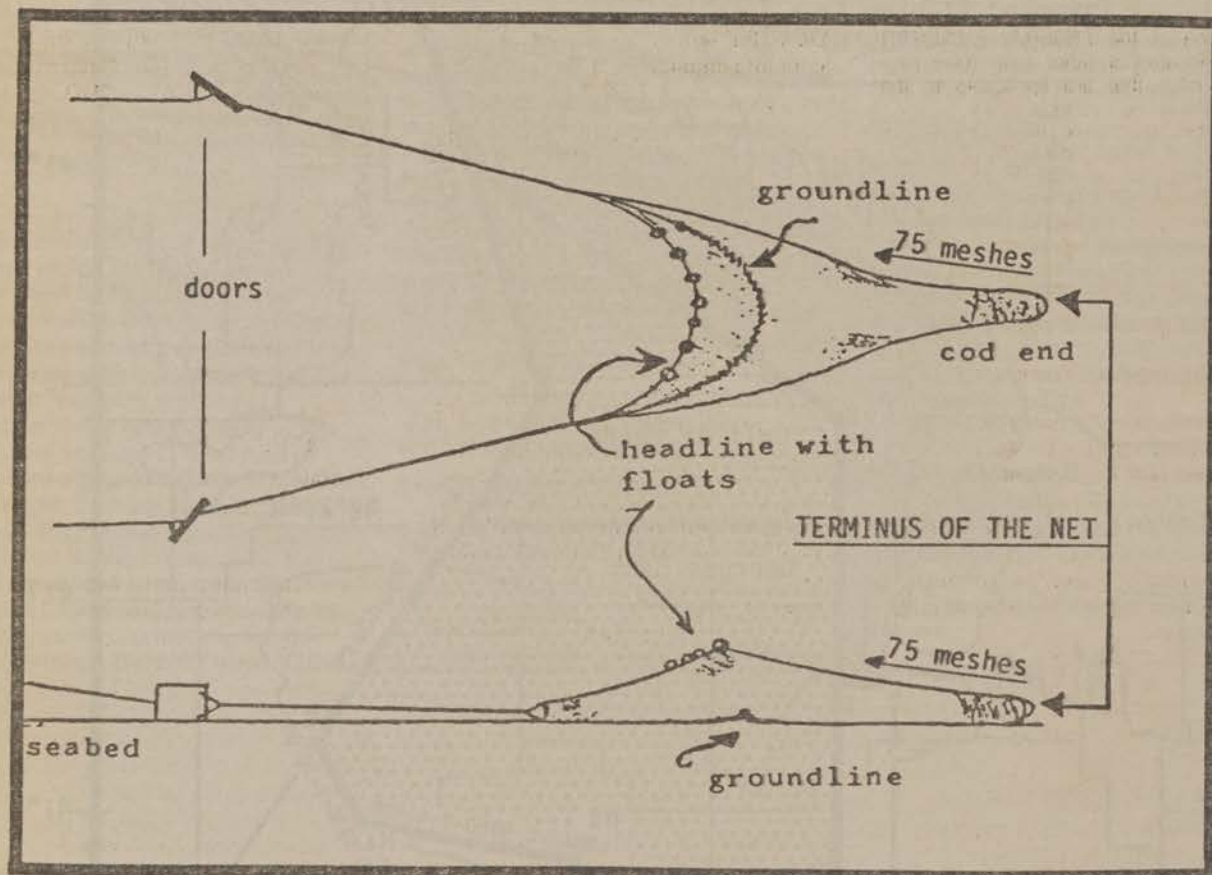 groundline
75 meshes
doors
cod end
headline with
floats
TERMINUS OF THE NET
75 meshes
seabed
groundline